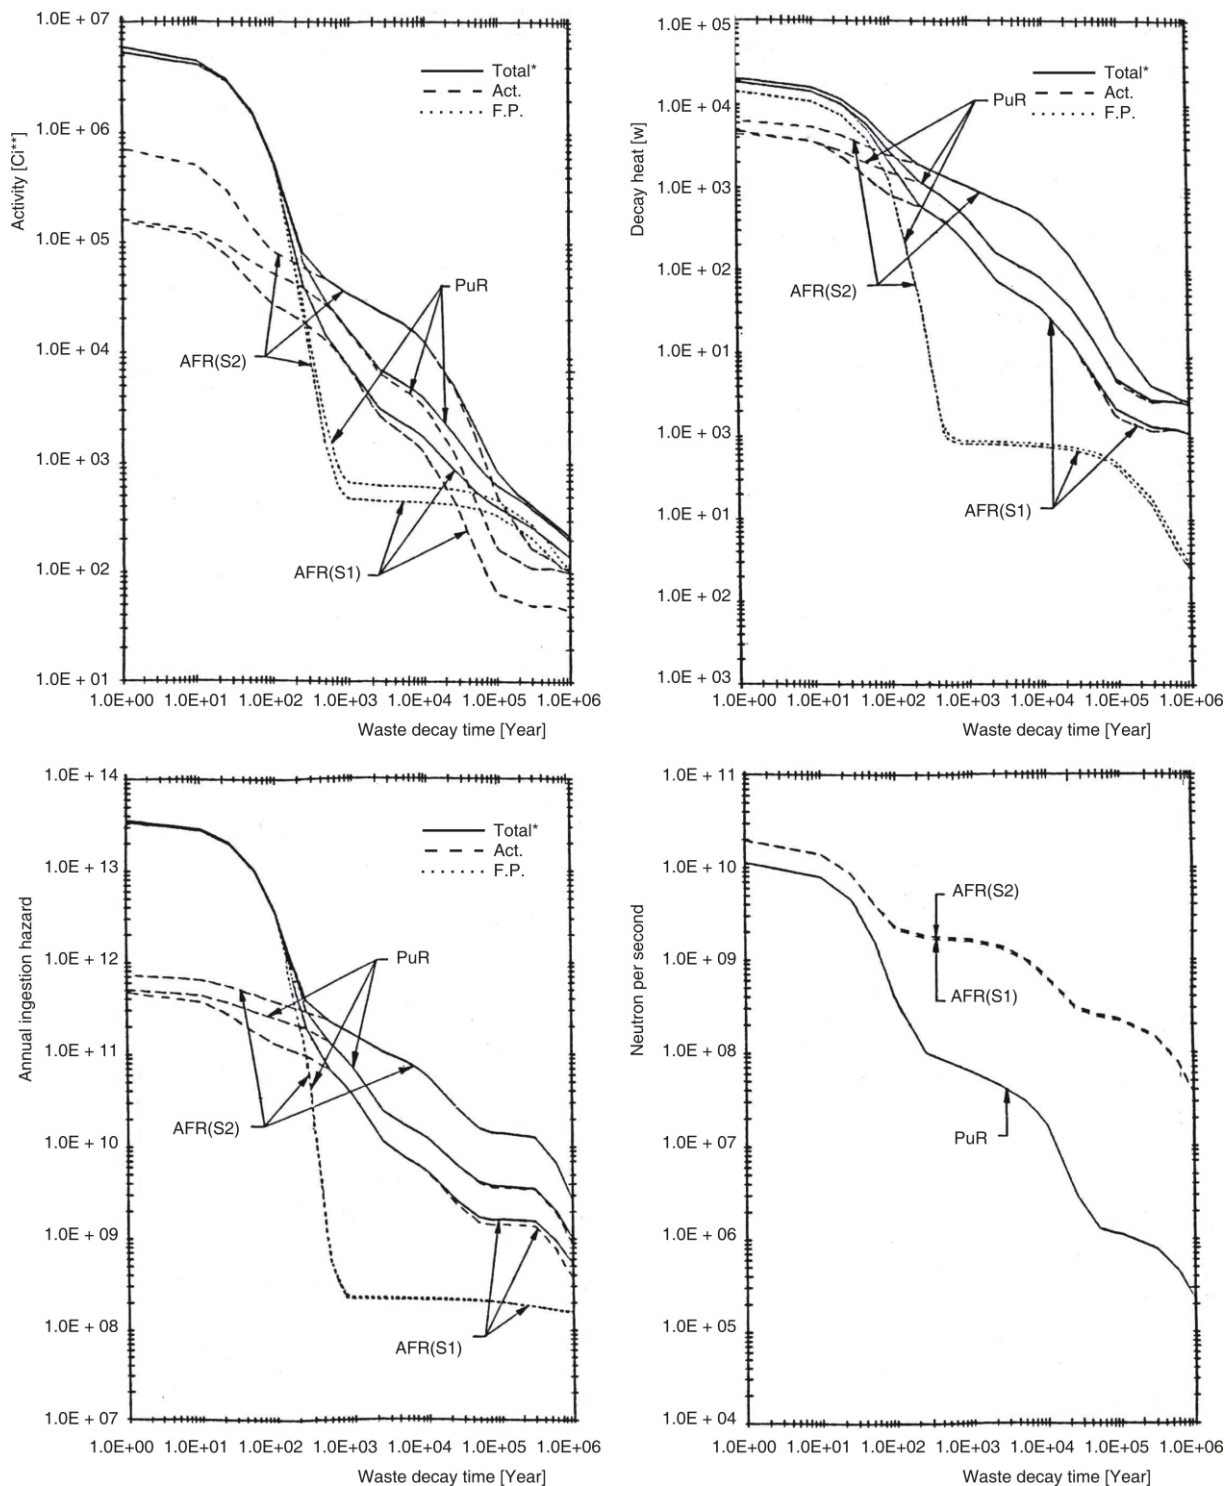 1.0E + 07
1.0E + 06
1.0E + 05
1.0E + 04
1.0E + 03
1.0E + 02
1.0E + 01
Activity [Ci**]
Total*
Act.
F.P.
PuR
AFR(S2)
AFR(S1)
1.0E+00 1.0E+01 1.0E+02 1.0E+03 1.0E+04 1.0E+05 1.0E+06
Waste decay time [Year]
1.0E + 05
1.0E + 04
1.0E + 03
1.0E + 02
1.0E + 01
1.0E + 03
1.0E + 01
1.0E + 02
1.0E + 03
Decay heat [w]
Total*
Act.
F.P.
PuR
AFR(S2)
AFR(S1)
1.0E+00 1.0E+01 1.0E+02 1.0E+03 1.0E+04 1.0E+05 1.0E+06
Waste decay time [Year]
1.0E + 14
1.0E + 13
1.0E + 12
1.0E + 11
1.0E + 10
1.0E + 09
1.0E + 08
1.0E + 07
Annual ingestion hazard
Total*
Act.
F.P.
PuR
AFR(S2)
AFR(S1)
1.0E+00 1.0E+01 1.0E+02 1.0E+03 1.0E+04 1.0E+05 1.0E+06
Waste decay time [Year]
1.0E + 11
1.0E + 10
1.0E + 09
1.0E + 08
1.0E + 07
1.0E + 06
1.0E + 05
1.0E + 04
Neutron per second
AFR(S2)
AFR(S1)
PuR
1.0E+00 1.0E+01 1.0E+02 1.0E+03 1.0E+04 1.0E+05 1.0E+06
Waste decay time [Year]